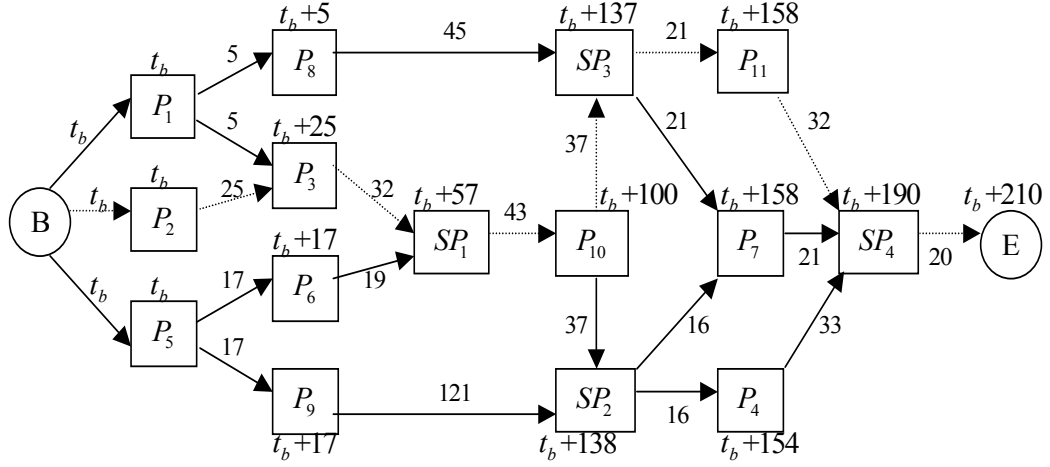 t_b+5
45
t_b+137
21
t_b+158
P_8
SP_3
P_11
5
t_b
P_1
t_b
5
t_b+25
21
32
37
P_3
t_b
25
32
t_b+57
t_b+100
t_b+158
t_b+190
t_b+210
B
t_b
P_2
SP_1
43
P_10
P_7
21
SP_4
20
E
t_b+17
t_b
t_b
17
P_6
19
P_5
37
16
33
17
121
P_9
SP_2
16
P_4
t_b+17
t_b+138
t_b+154